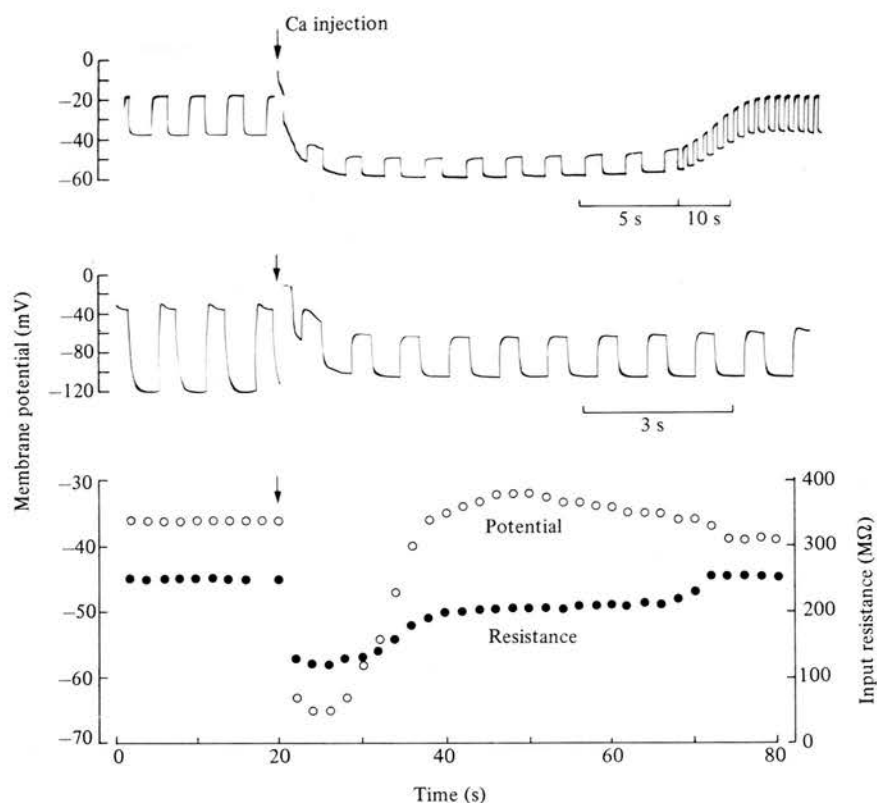 Ca injection
0
−20
−40
−60
5 s
10 s
0
−40
−80
−120
3 s
Membrane potential (mV)
−30
−40
−50
−60
−70
Potential
Resistance
400
300
200
100
0
Input resistance (MΩ)
0
20
40
60
80
Time (s)